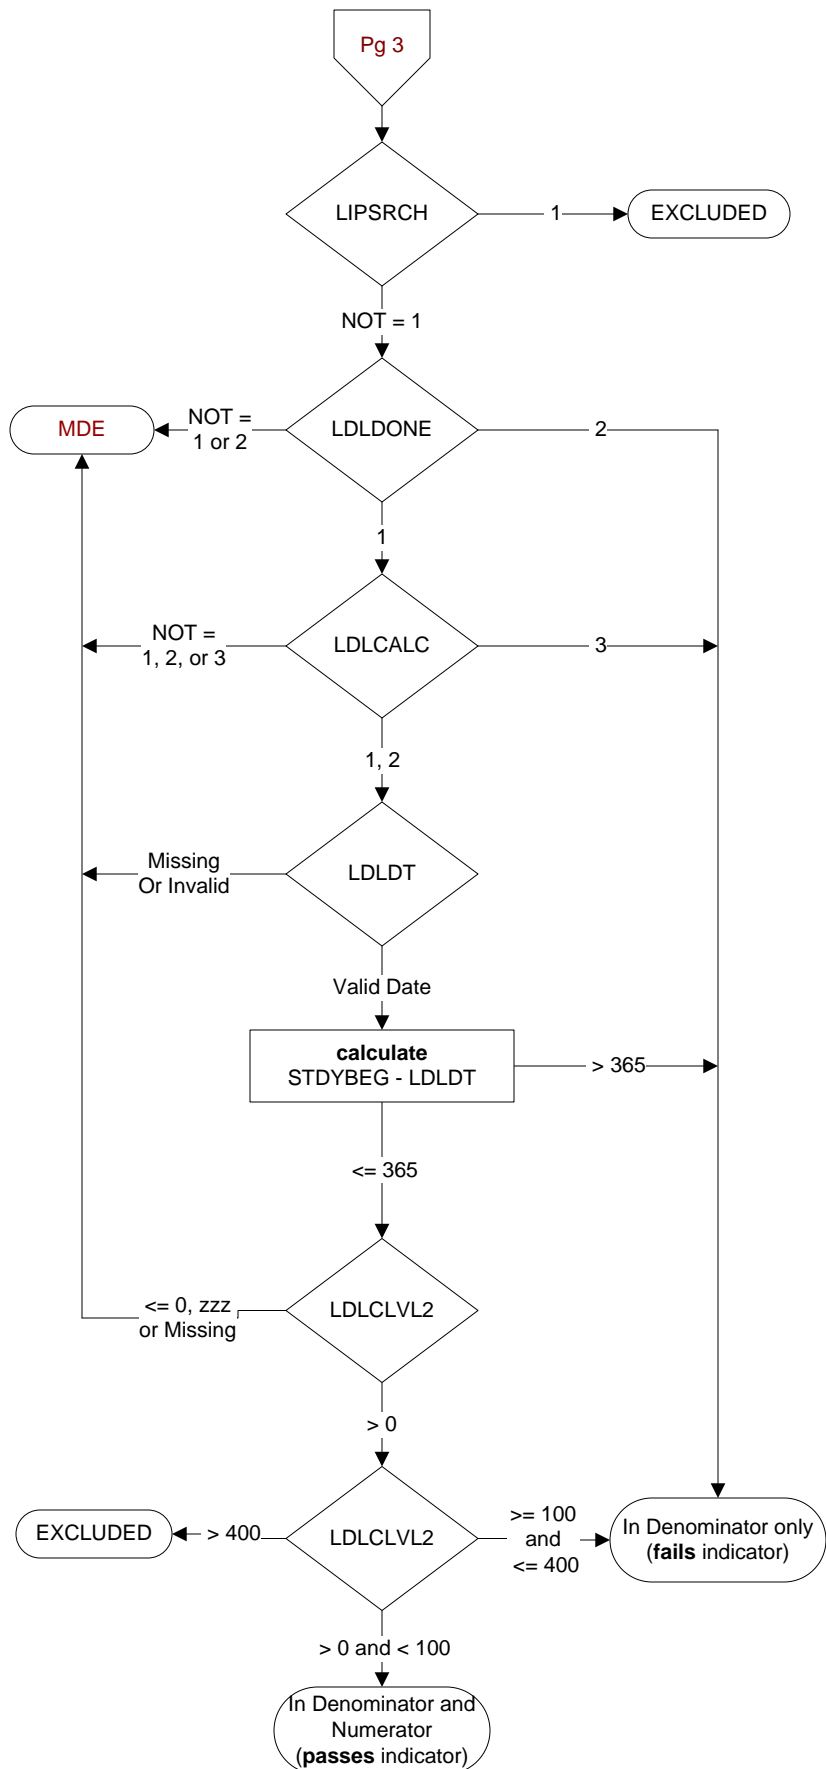 Pg 3
LIPSRCH
1
EXCLUDED
NOT = 1
MDE
NOT =
1 or 2
LDLDONE
2
1
NOT =
1, 2, or 3
LDLCALC
3
1, 2
Missing
Or Invalid
LDLDT
Valid Date
calculate
STDYBEG - LDLDT
> 365
<= 365
<= 0, zzz
or Missing
LDLCLVL2
> 0
EXCLUDED
> 400
LDLCLVL2
>= 100
and
<= 400
In Denominator only
(fails indicator)
> 0 and < 100
In Denominator and
Numerator
(passes indicator)